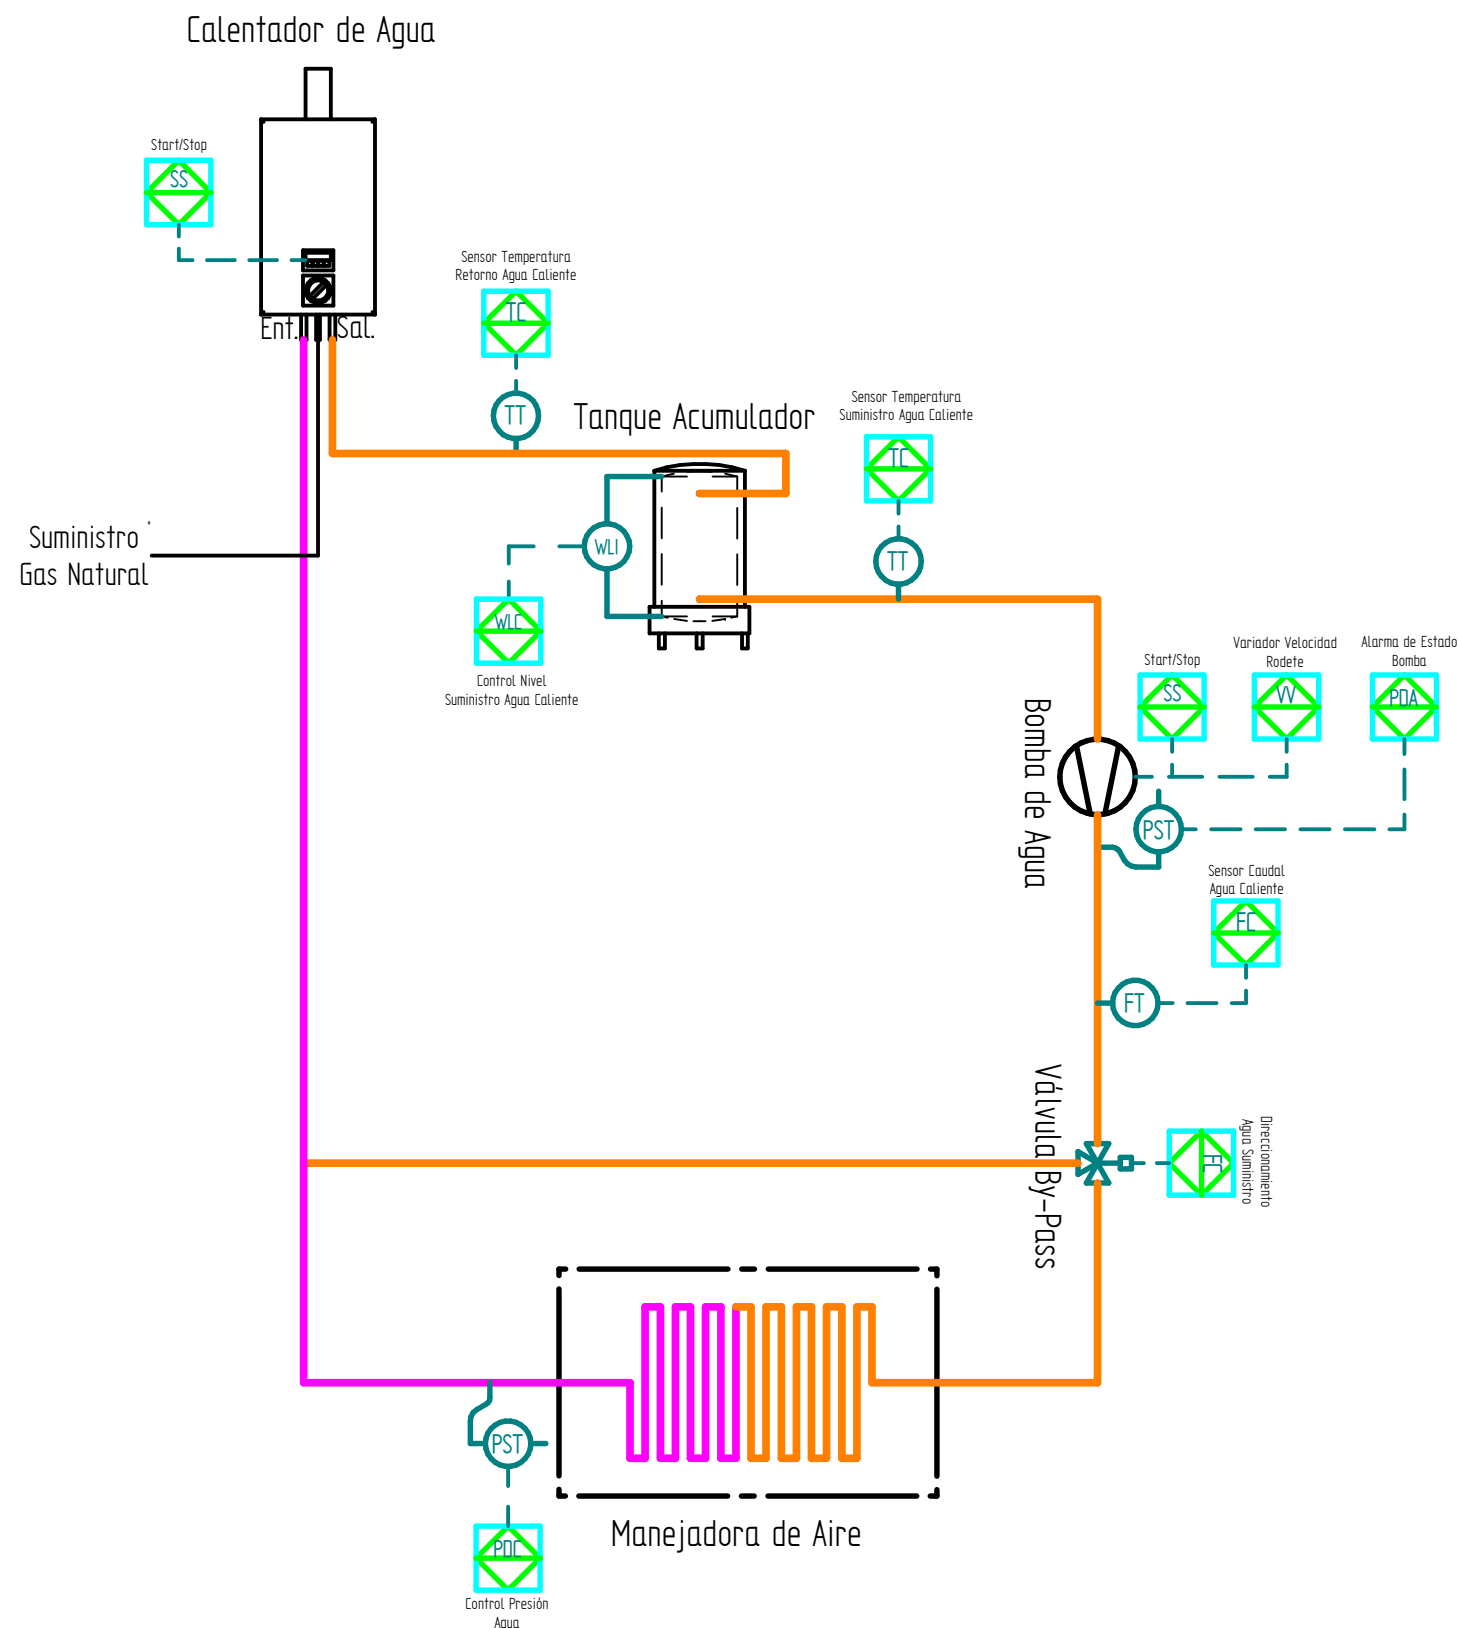 Calentador de Agua
Start/Stop
SS
Ent.
Sal.
Sensor Temperatura
Retorno Agua Caliente
TC
TT
Tanque Acumulador
Sensor Temperatura
Suministro Agua Caliente
TC
TT
Suministro
Gas Natural
WLI
WLC
Control Nivel
Suministro Agua Caliente
Start/Stop
SS
Variador Velocidad
Rodete
VV
Alarma de Estado
Bomba
PDA
Bomba de Agua
PST
Sensor Caudal
Agua Caliente
FC
FT
Válvula By-Pass
FC
Direccionamiento
Agua Suministro
PST
PDC
Control Presión
Agua
Manejadora de Aire